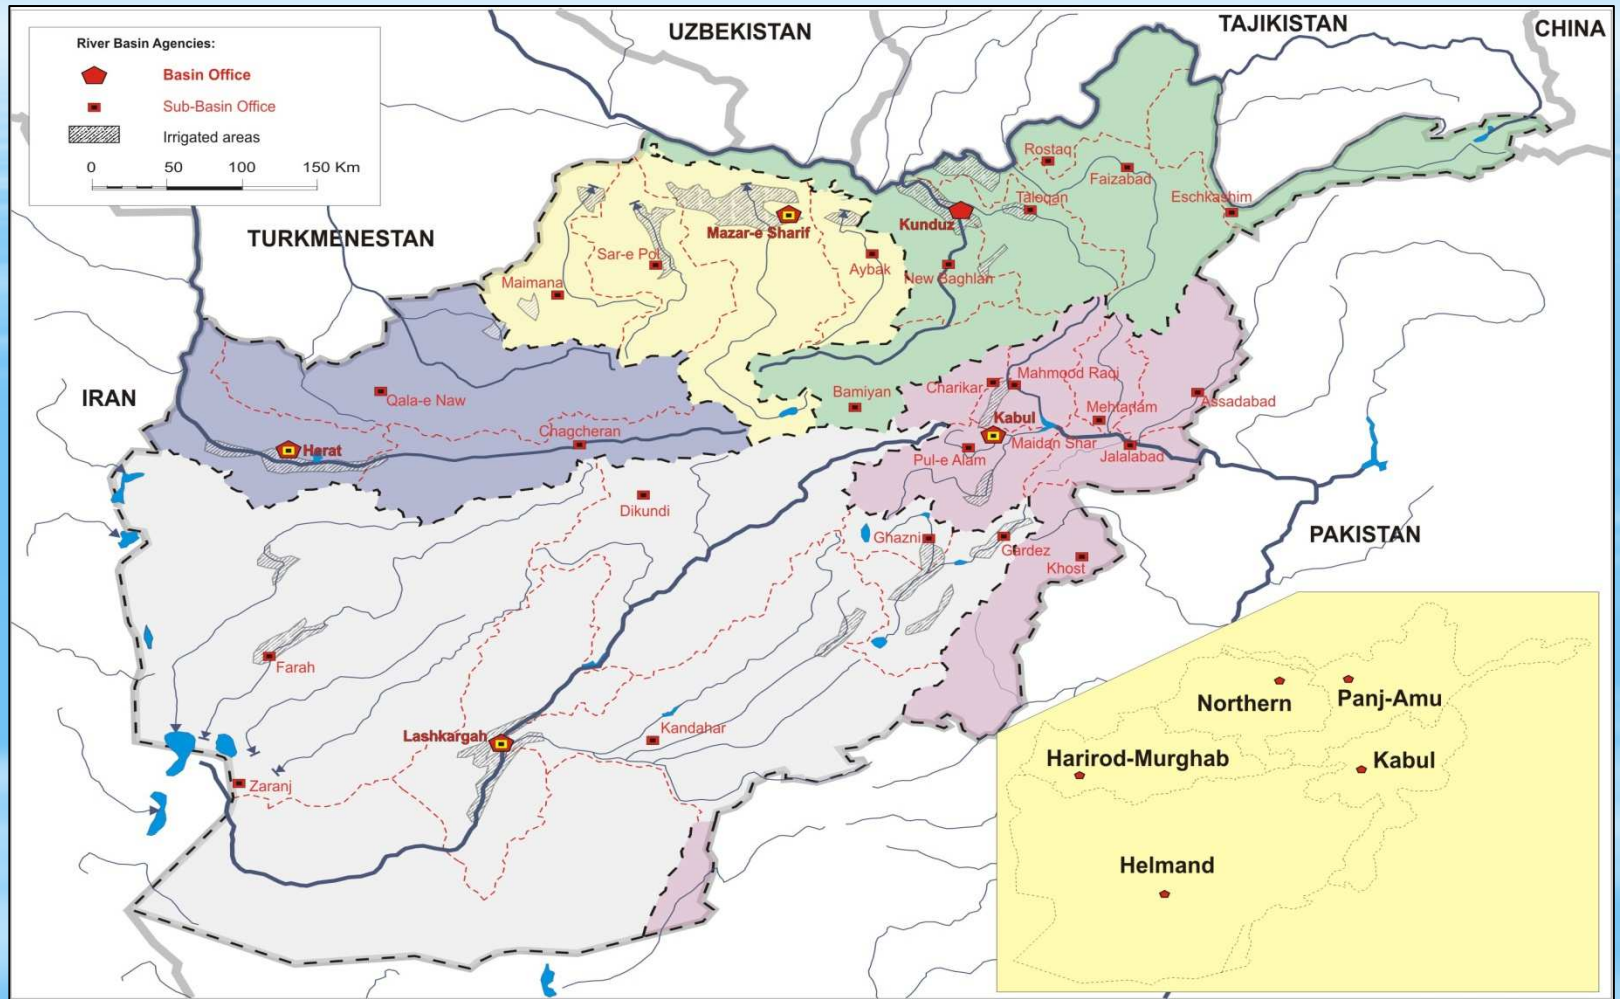 River Basin Agencies:
Basin Office
Sub-Basin Office
Irrigated areas
0 50 100 150 Km
UZBEKISTAN
TAJIKISTAN
CHINA
TURKMENESTAN
IRAN
PAKISTAN
Rostaq
Faizabad
Taloqan
Eschkashim
Kunduz
Mazar-e Sharif
Sar-e Pol
Aybak
New Baghlan
Maimana
Qala-e Naw
Bamiyan
Charikar
Mahmood Raqi
Mehtarlam
Assadabad
Kabul
Chagcheran
Herat
Maidan Shar
Pul-e Alam
Jalalabad
Dikundi
Ghazni
Gardez
Khost
Farah
Lashkargah
Kandahar
Zaranj
Northern
Panj-Amu
Harirod-Murghab
Kabul
Helmand